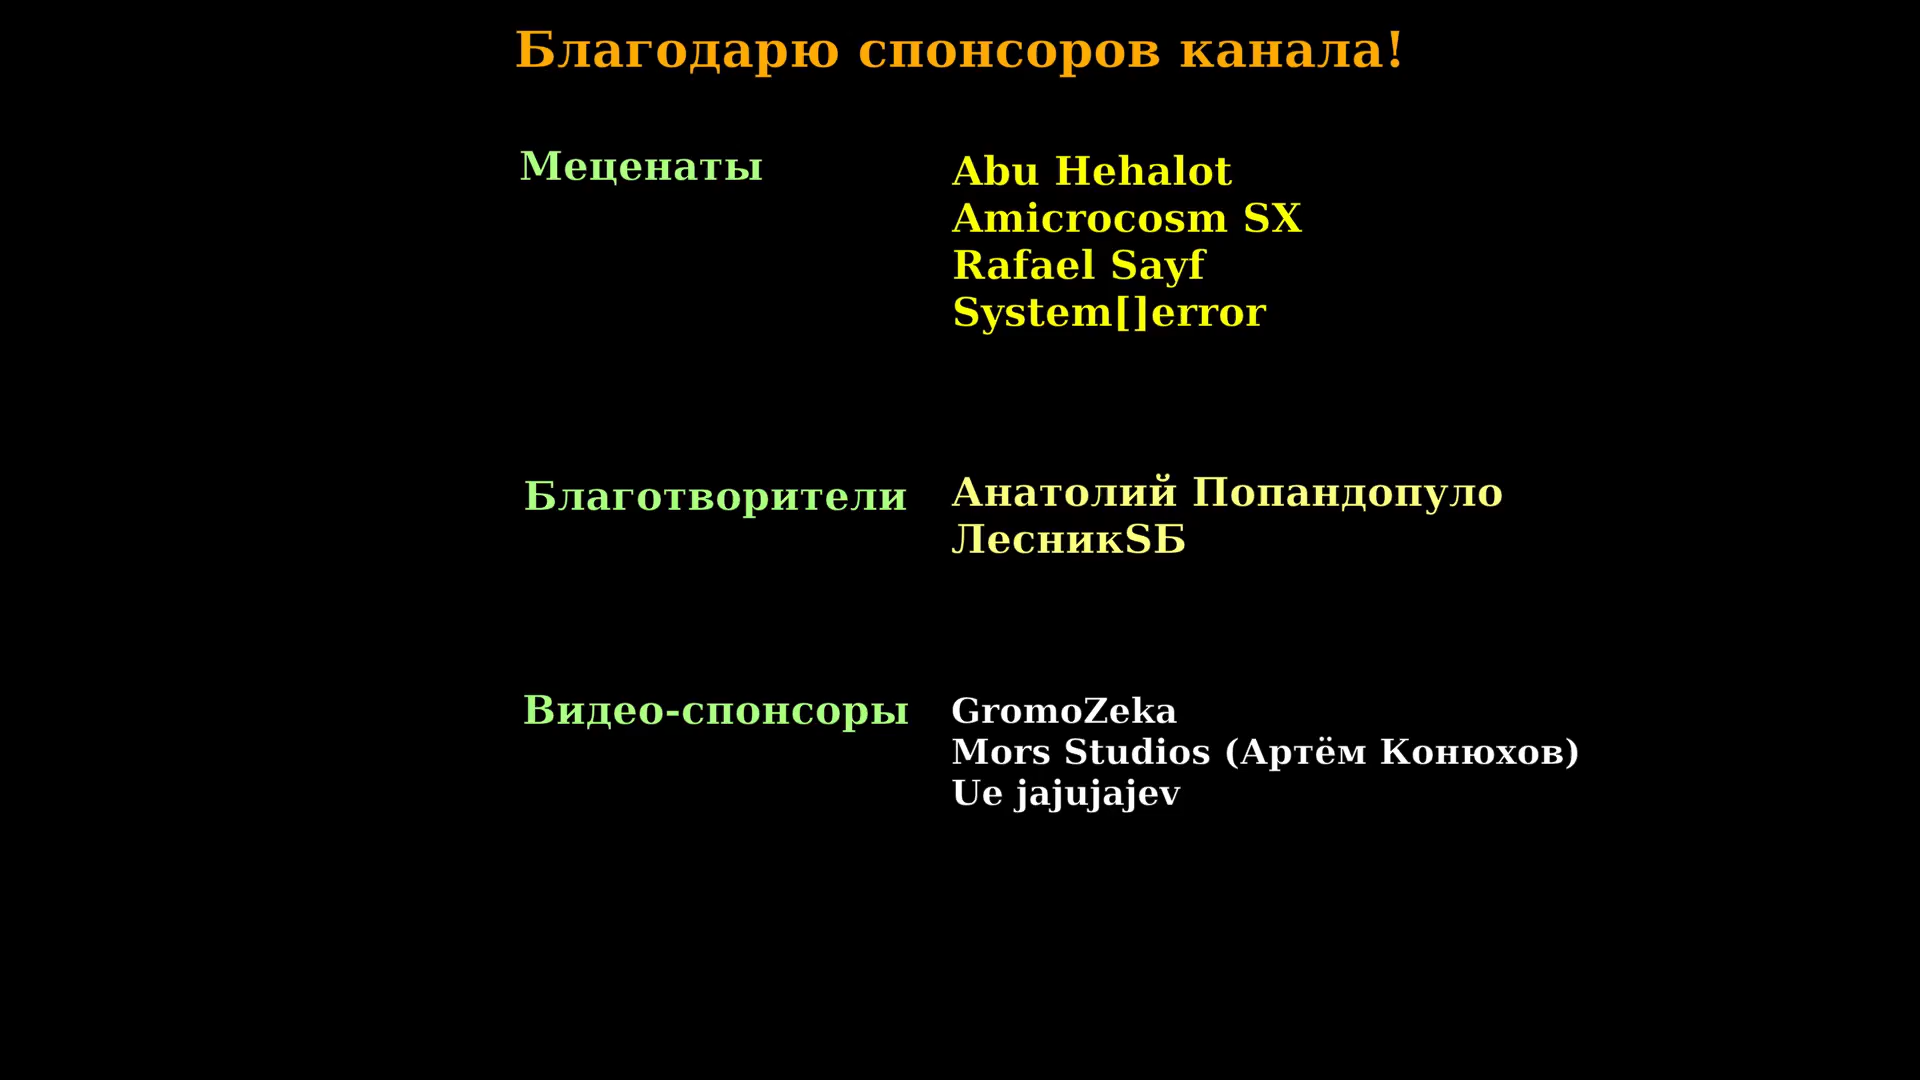 Благодарю спонсоров канала!
Меценаты
Abu Hehalot
Amicrocosm SX
Rafael Sayf
System[]error
Благотворители
Анатолий Попандопуло
ЛесникSБ
Видео-спонсоры
GromoZeka
Mors Studios (Артём Конюхов)
Ue jajujajev